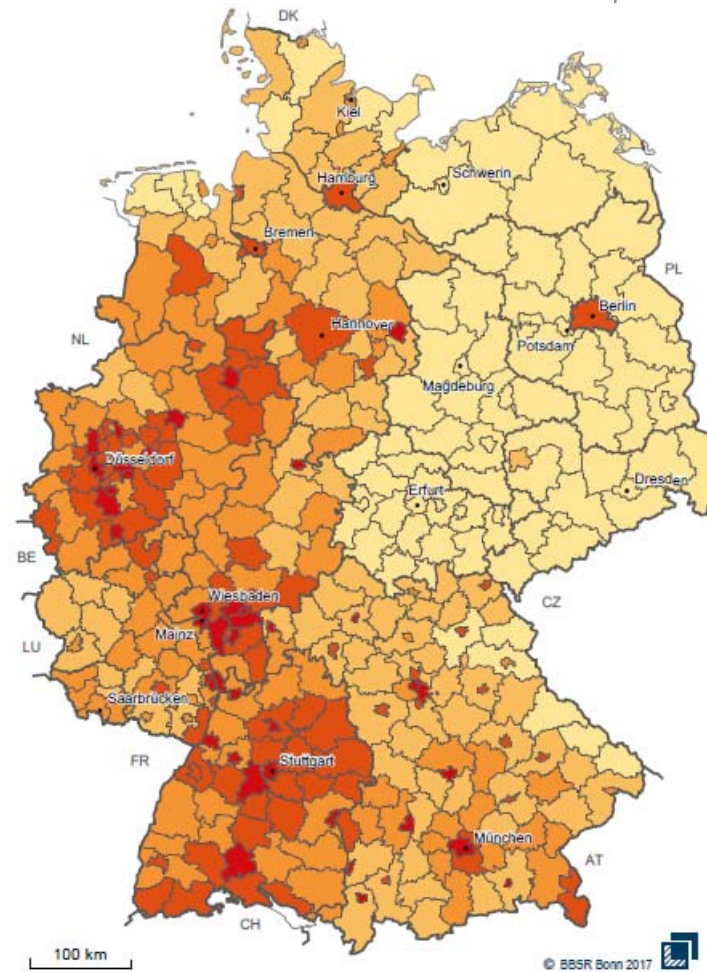 DK
Kiel
Schwerin
Hamburg
Bremen
PL
Berlin
Hannover
NL
Potsdam
Magdeburg
Düsseldorf
Dresden
Erfurt
BE
CZ
Wiesbaden
LU
Mainz
Saarbrücken
FR
Stuttgart
München
AT
CH
100 km
© BBSR Bonn 2017